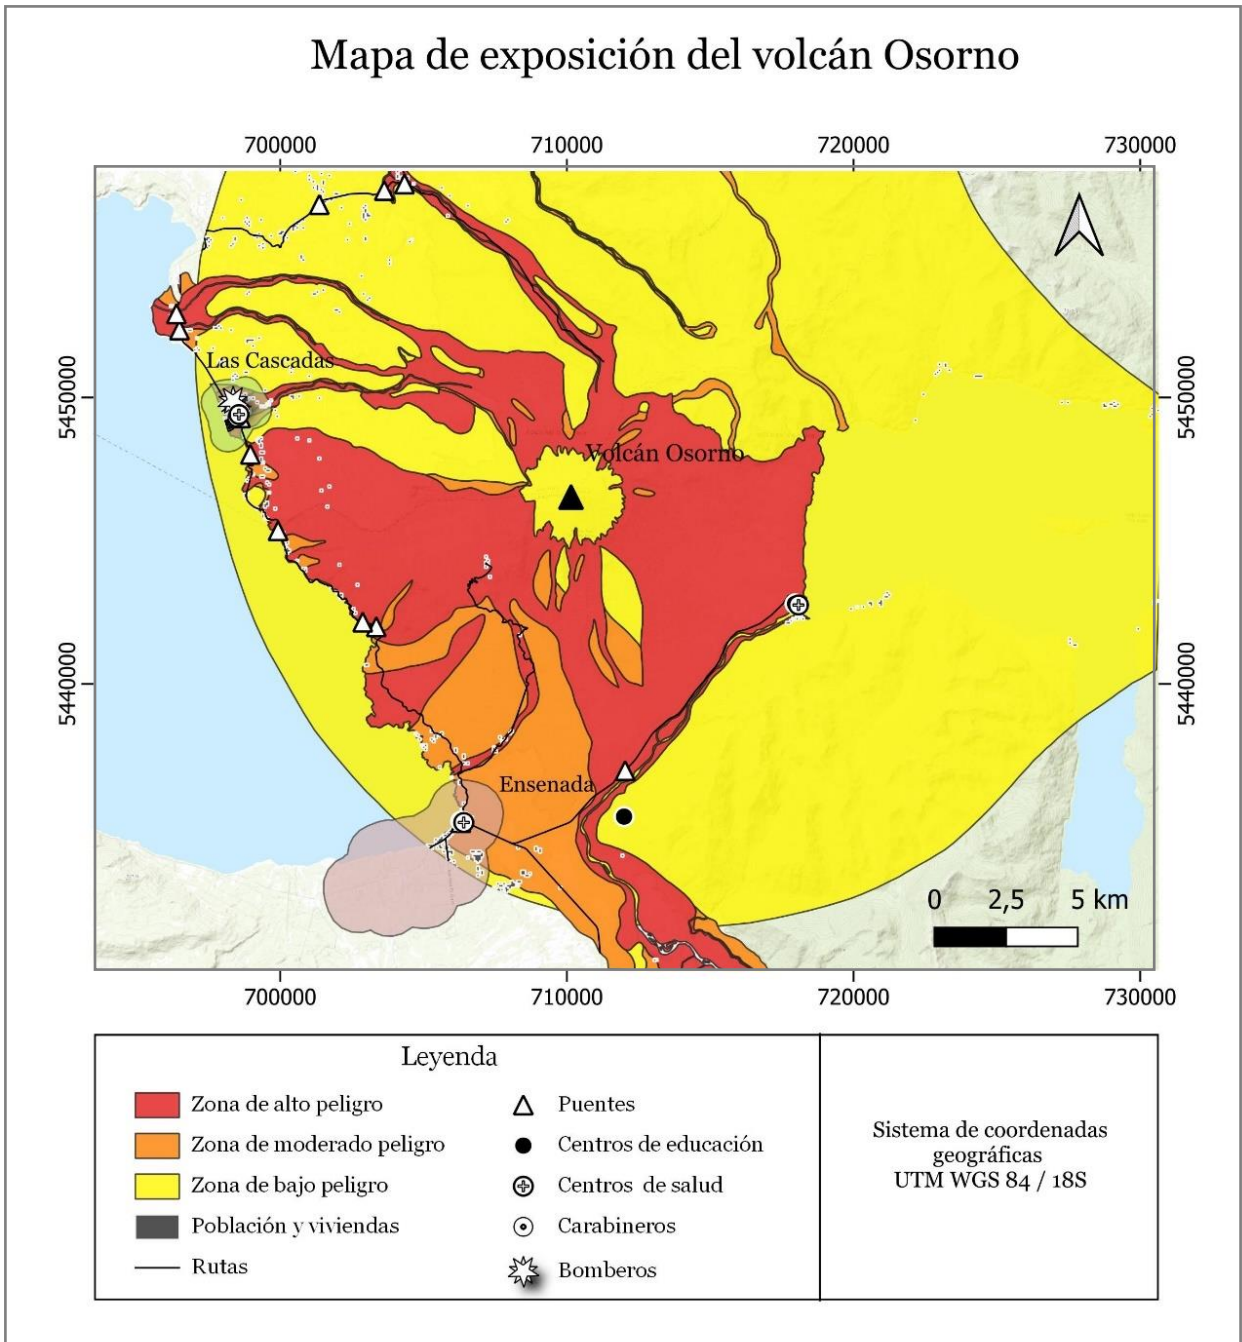 Mapa de exposición del volcán Osorno
700000
710000
720000
730000
5450000
5450000
Las Cascadas
Volcán Osorno
5440000
5440000
Ensenada
0 2,5 5 km
700000
710000
720000
730000
Leyenda
Zona de alto peligro
Zona de moderado peligro
Zona de bajo peligro
Población y viviendas
Rutas
Puentes
Centros de educación
Centros de salud
Carabineros
Bomberos
Sistema de coordenadas
geográficas
UTM WGS 84 / 18S